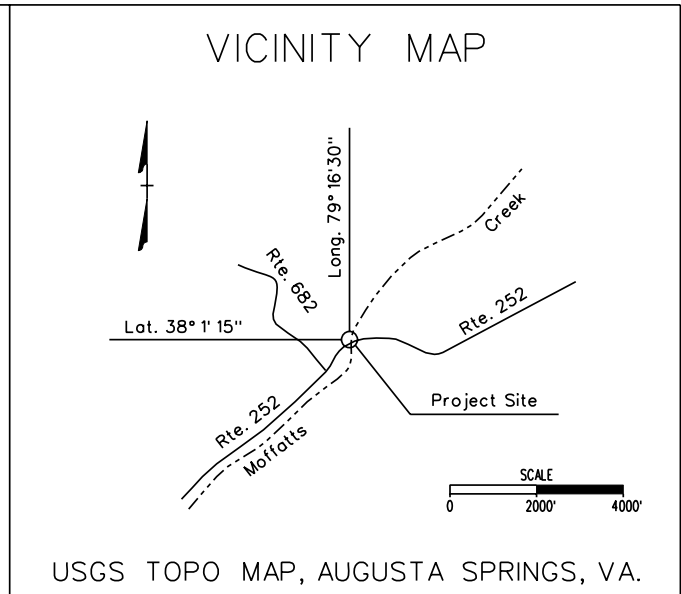 VICINITY MAP
Long. 79° 16'30"
Creek
Rte. 682
Rte. 252
Lat. 38° 1' 15"
Project Site
Rte. 252
Moffatts
SCALE
0 2000' 4000'
USGS TOPO MAP, AUGUSTA SPRINGS, VA.